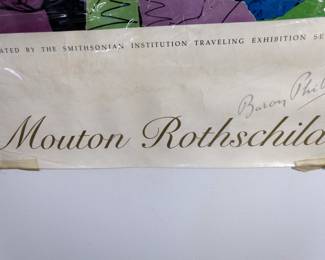 ATED BY THE SMITHSONIAN INSTITUTION TRAVELING EXHIBITION SE
Baron Phil
Mouton Rothschild